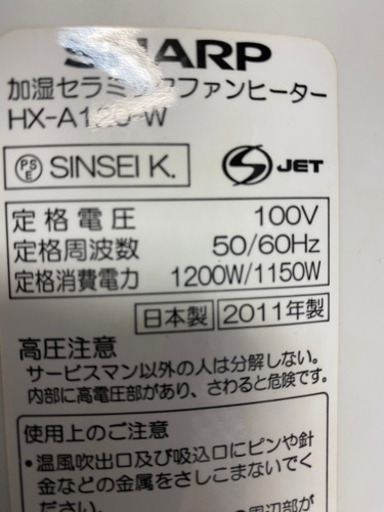 SHARP
加湿セラミックファンヒーター
HX-A120-W
PSE SINSEI K. S JET
定格電圧 100V
定格周波数 50/60Hz
定格消費電力 1200W/1150W
日本製 2011年製
高圧注意
サービスマン以外の人は分解しない。
内部に高電圧部があり、さわると危険です。
使用上のご注意
•温風吹出口及び吸込口にピンや針
金などの金属をさしこまないでく
ださい。